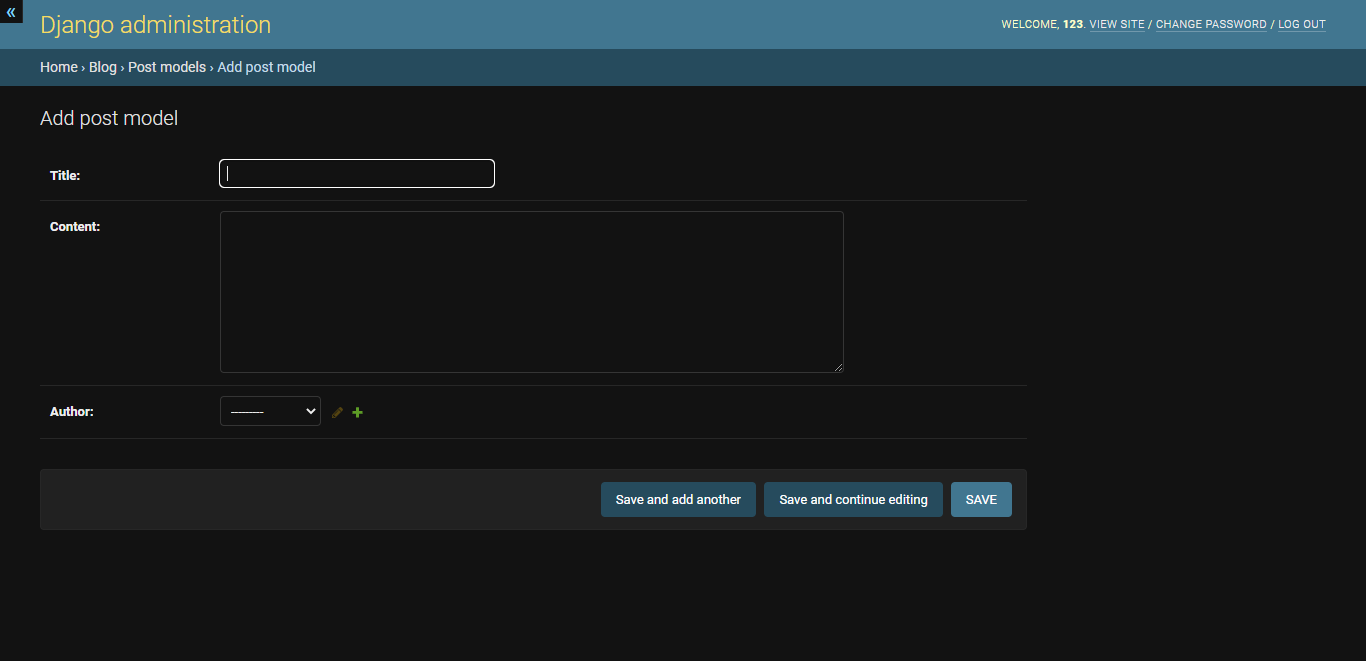 «
Django administration
WELCOME, 123. VIEW SITE / CHANGE PASSWORD / LOG OUT
Home › Blog › Post models › Add post model
Add post model
Title:
Content:
Author:
---------
Save and add another
Save and continue editing
SAVE